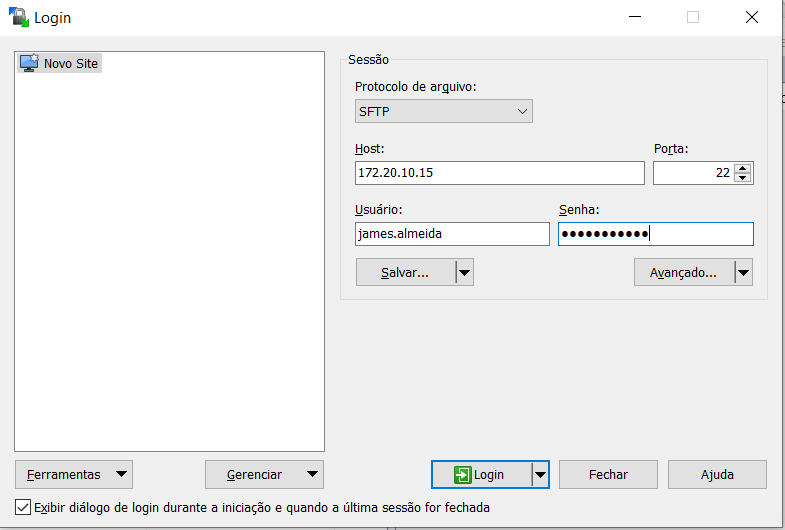 Login
Novo Site
Sessão
Protocolo de arquivo:
SFTP
Host:
Porta:
172.20.10.15
22
Usuário:
Senha:
james.almeida
●●●●●●●●●●●
Salvar...
Avançado...
Ferramentas
Gerenciar
Login
Fechar
Ajuda
Exibir diálogo de login durante a iniciação e quando a última sessão for fechada